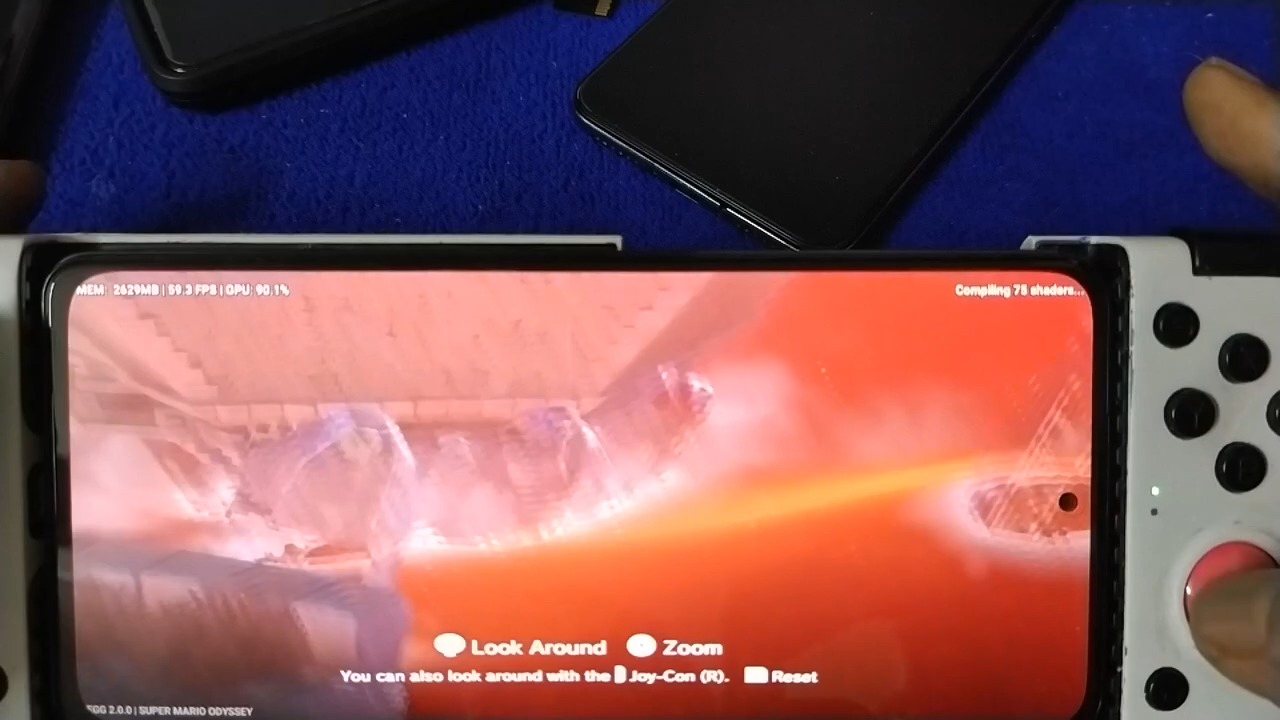 MEM: 2629MB | 59.3 FPS | GPU: 90.1%
Compiling 75 shaders...
Look Around Zoom
You can also look around with the Joy-Con (R). Reset
EGG 2.0.0 | SUPER MARIO ODYSSEY